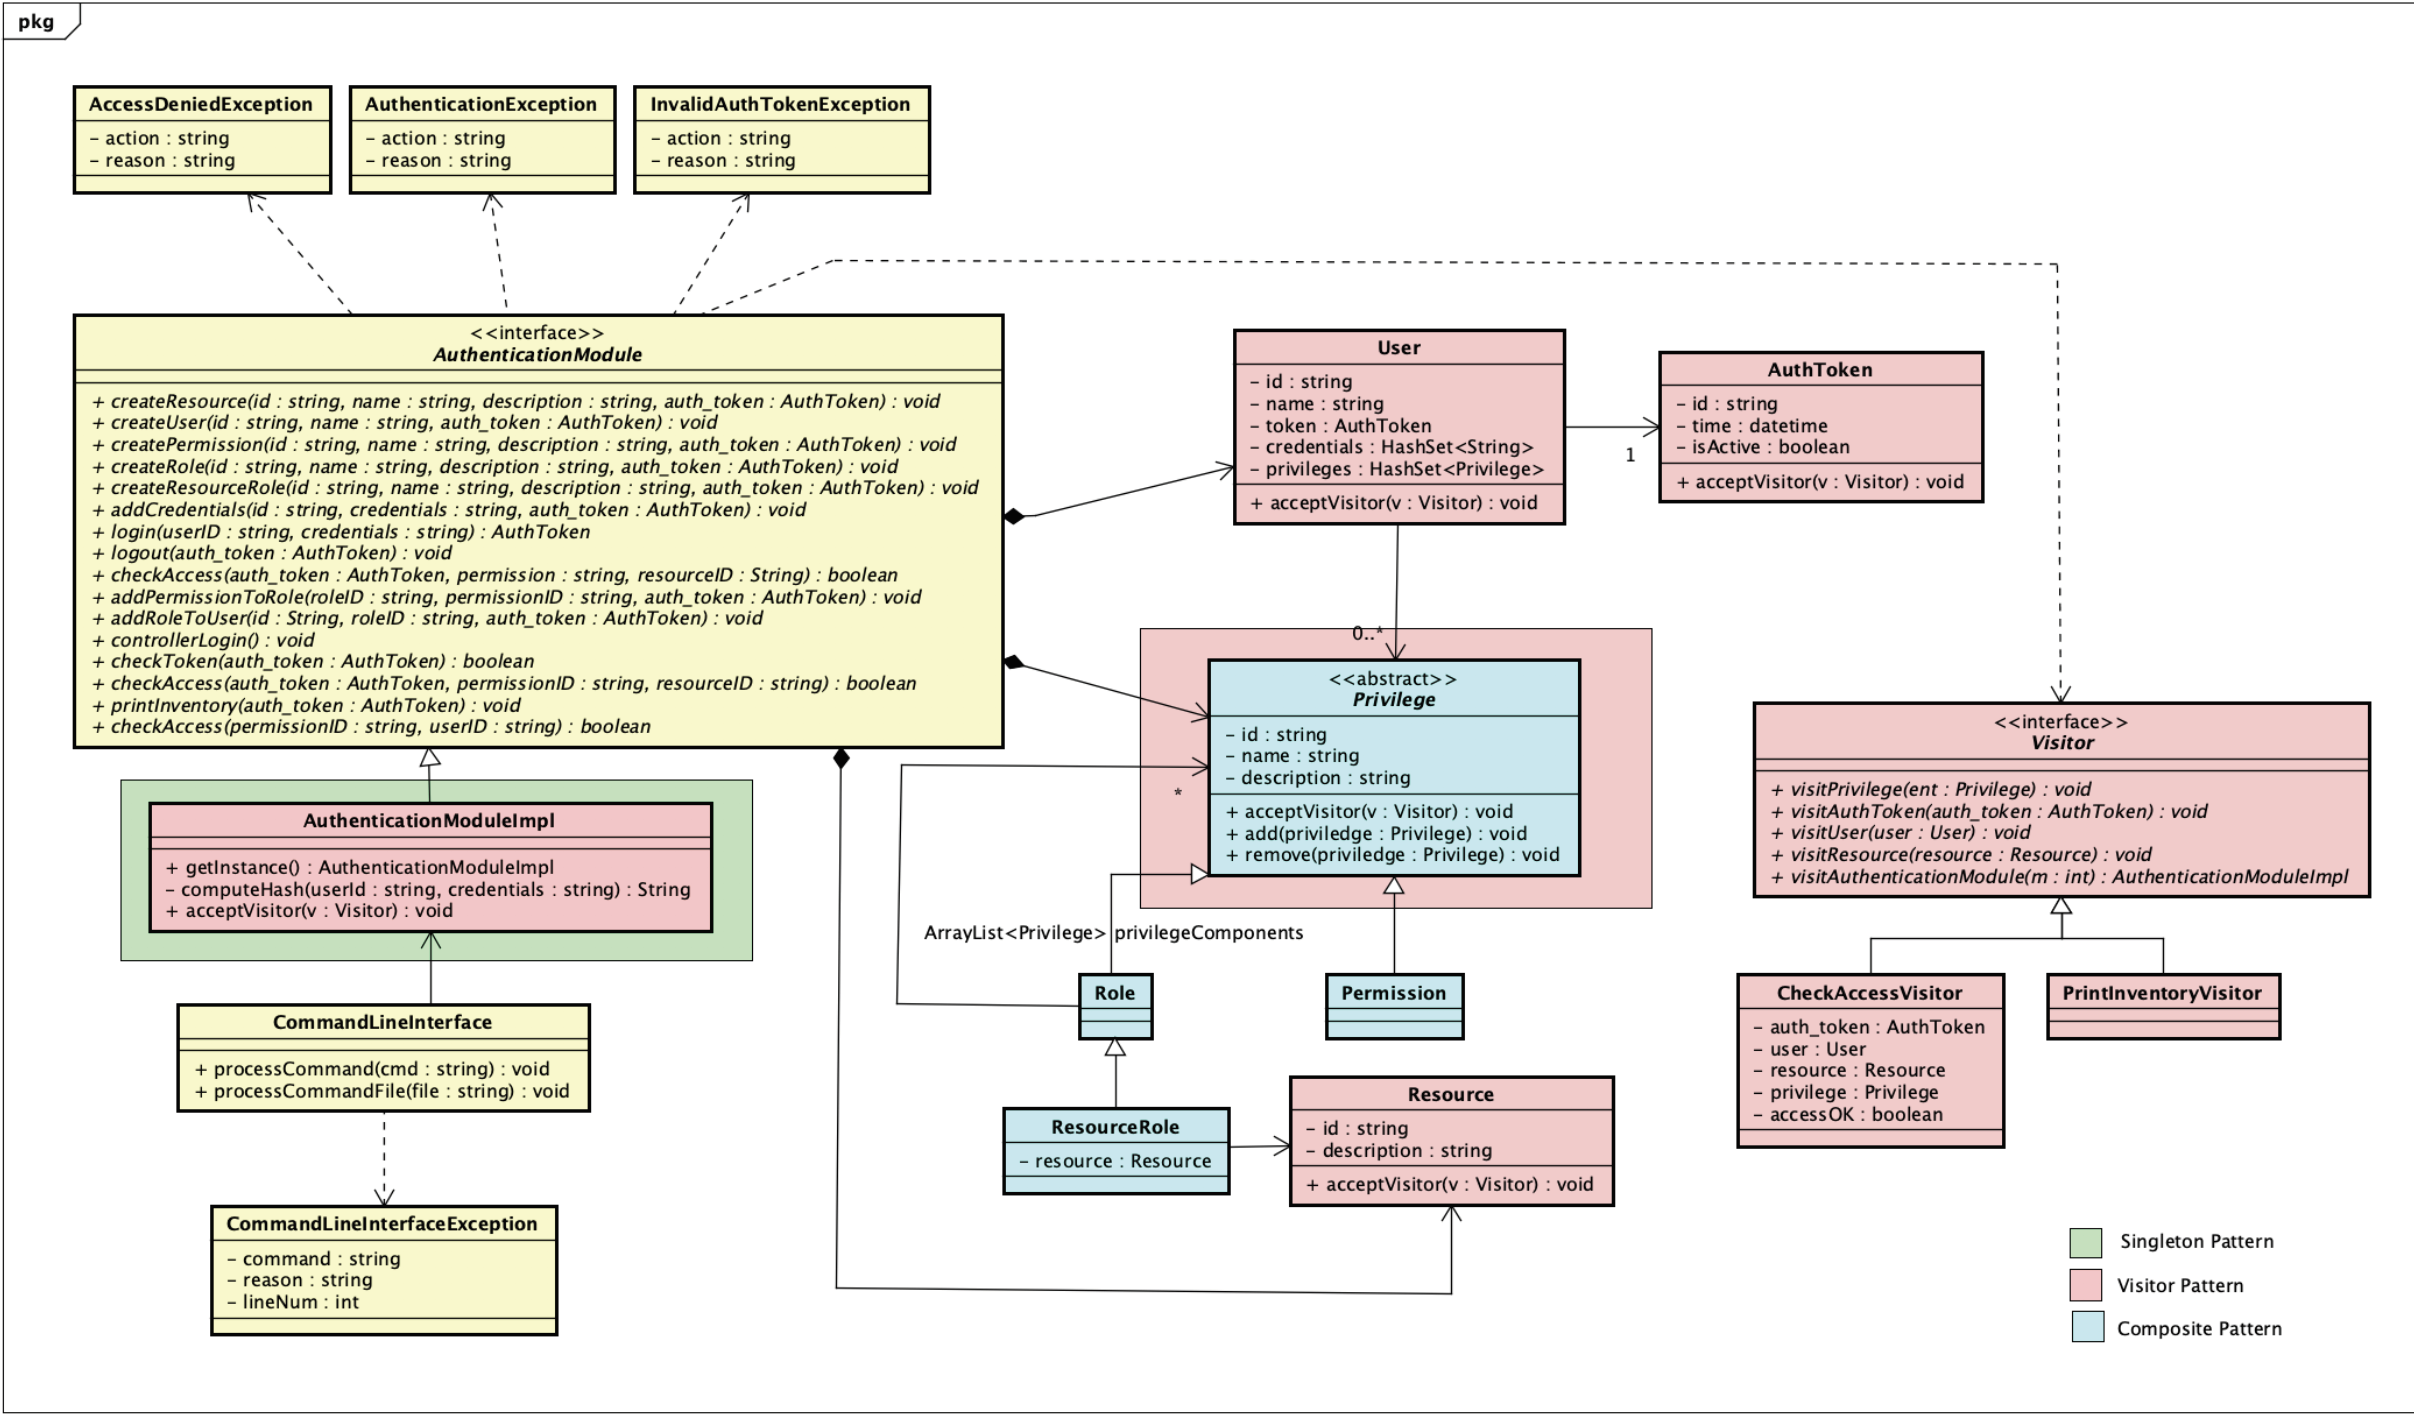 pkg
AccessDeniedException
– action : string
– reason : string
AuthenticationException
– action : string
– reason : string
InvalidAuthTokenException
– action : string
– reason : string
<<interface>>
AuthenticationModule
+ createResource(id : string, name : string, description : string, auth_token : AuthToken) : void
+ createUser(id : string, name : string, auth_token : AuthToken) : void
+ createPermission(id : string, name : string, description : string, auth_token : AuthToken) : void
+ createRole(id : string, name : string, description : string, auth_token : AuthToken) : void
+ createResourceRole(id : string, name : string, description : string, auth_token : AuthToken) : void
+ addCredentials(id : string, credentials : string, auth_token : AuthToken) : void
+ login(userID : string, credentials : string) : AuthToken
+ logout(auth_token : AuthToken) : void
+ checkAccess(auth_token : AuthToken, permission : string, resourceID : String) : boolean
+ addPermissionToRole(roleID : string, permissionID : string, auth_token : AuthToken) : void
+ addRoleToUser(id : String, roleID : string, auth_token : AuthToken) : void
+ controllerLogin() : void
+ checkToken(auth_token : AuthToken) : boolean
+ checkAccess(auth_token : AuthToken, permissionID : string, resourceID : string) : boolean
+ printInventory(auth_token : AuthToken) : void
+ checkAccess(permissionID : string, userID : string) : boolean
User
– id : string
– name : string
– token : AuthToken
– credentials : HashSet<String>
– privileges : HashSet<Privilege>
+ acceptVisitor(v : Visitor) : void
1
AuthToken
– id : string
– time : datetime
– isActive : boolean
+ acceptVisitor(v : Visitor) : void
0..*
<<abstract>>
Privilege
– id : string
– name : string
– description : string
+ acceptVisitor(v : Visitor) : void
+ add(priviledge : Privilege) : void
+ remove(priviledge : Privilege) : void
*
<<interface>>
Visitor
+ visitPrivilege(ent : Privilege) : void
+ visitAuthToken(auth_token : AuthToken) : void
+ visitUser(user : User) : void
+ visitResource(resource : Resource) : void
+ visitAuthenticationModule(m : int) : AuthenticationModuleImpl
AuthenticationModuleImpl
+ getInstance() : AuthenticationModuleImpl
– computeHash(userId : string, credentials : string) : String
+ acceptVisitor(v : Visitor) : void
ArrayList<Privilege> privilegeComponents
Role
Permission
CheckAccessVisitor
– auth_token : AuthToken
– user : User
– resource : Resource
– privilege : Privilege
– accessOK : boolean
PrintInventoryVisitor
CommandLineInterface
+ processCommand(cmd : string) : void
+ processCommandFile(file : string) : void
ResourceRole
– resource : Resource
Resource
– id : string
– description : string
+ acceptVisitor(v : Visitor) : void
CommandLineInterfaceException
– command : string
– reason : string
– lineNum : int
Singleton Pattern
Visitor Pattern
Composite Pattern